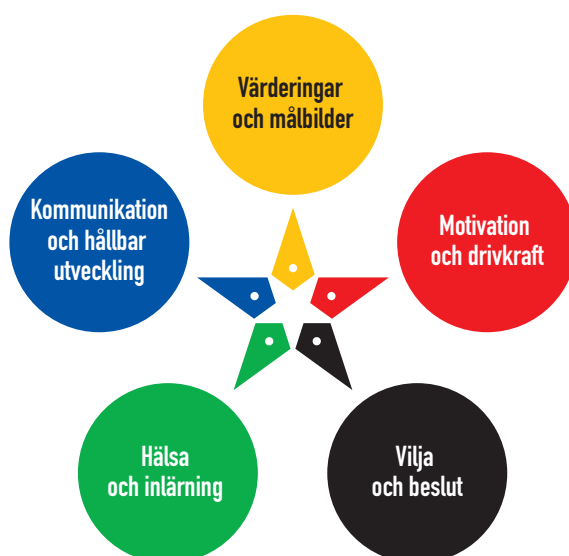 Värderingar
och målbilder
Kommunikation
och hållbar
utveckling
Motivation
och drivkraft
Hälsa
och inlärning
Vilja
och beslut